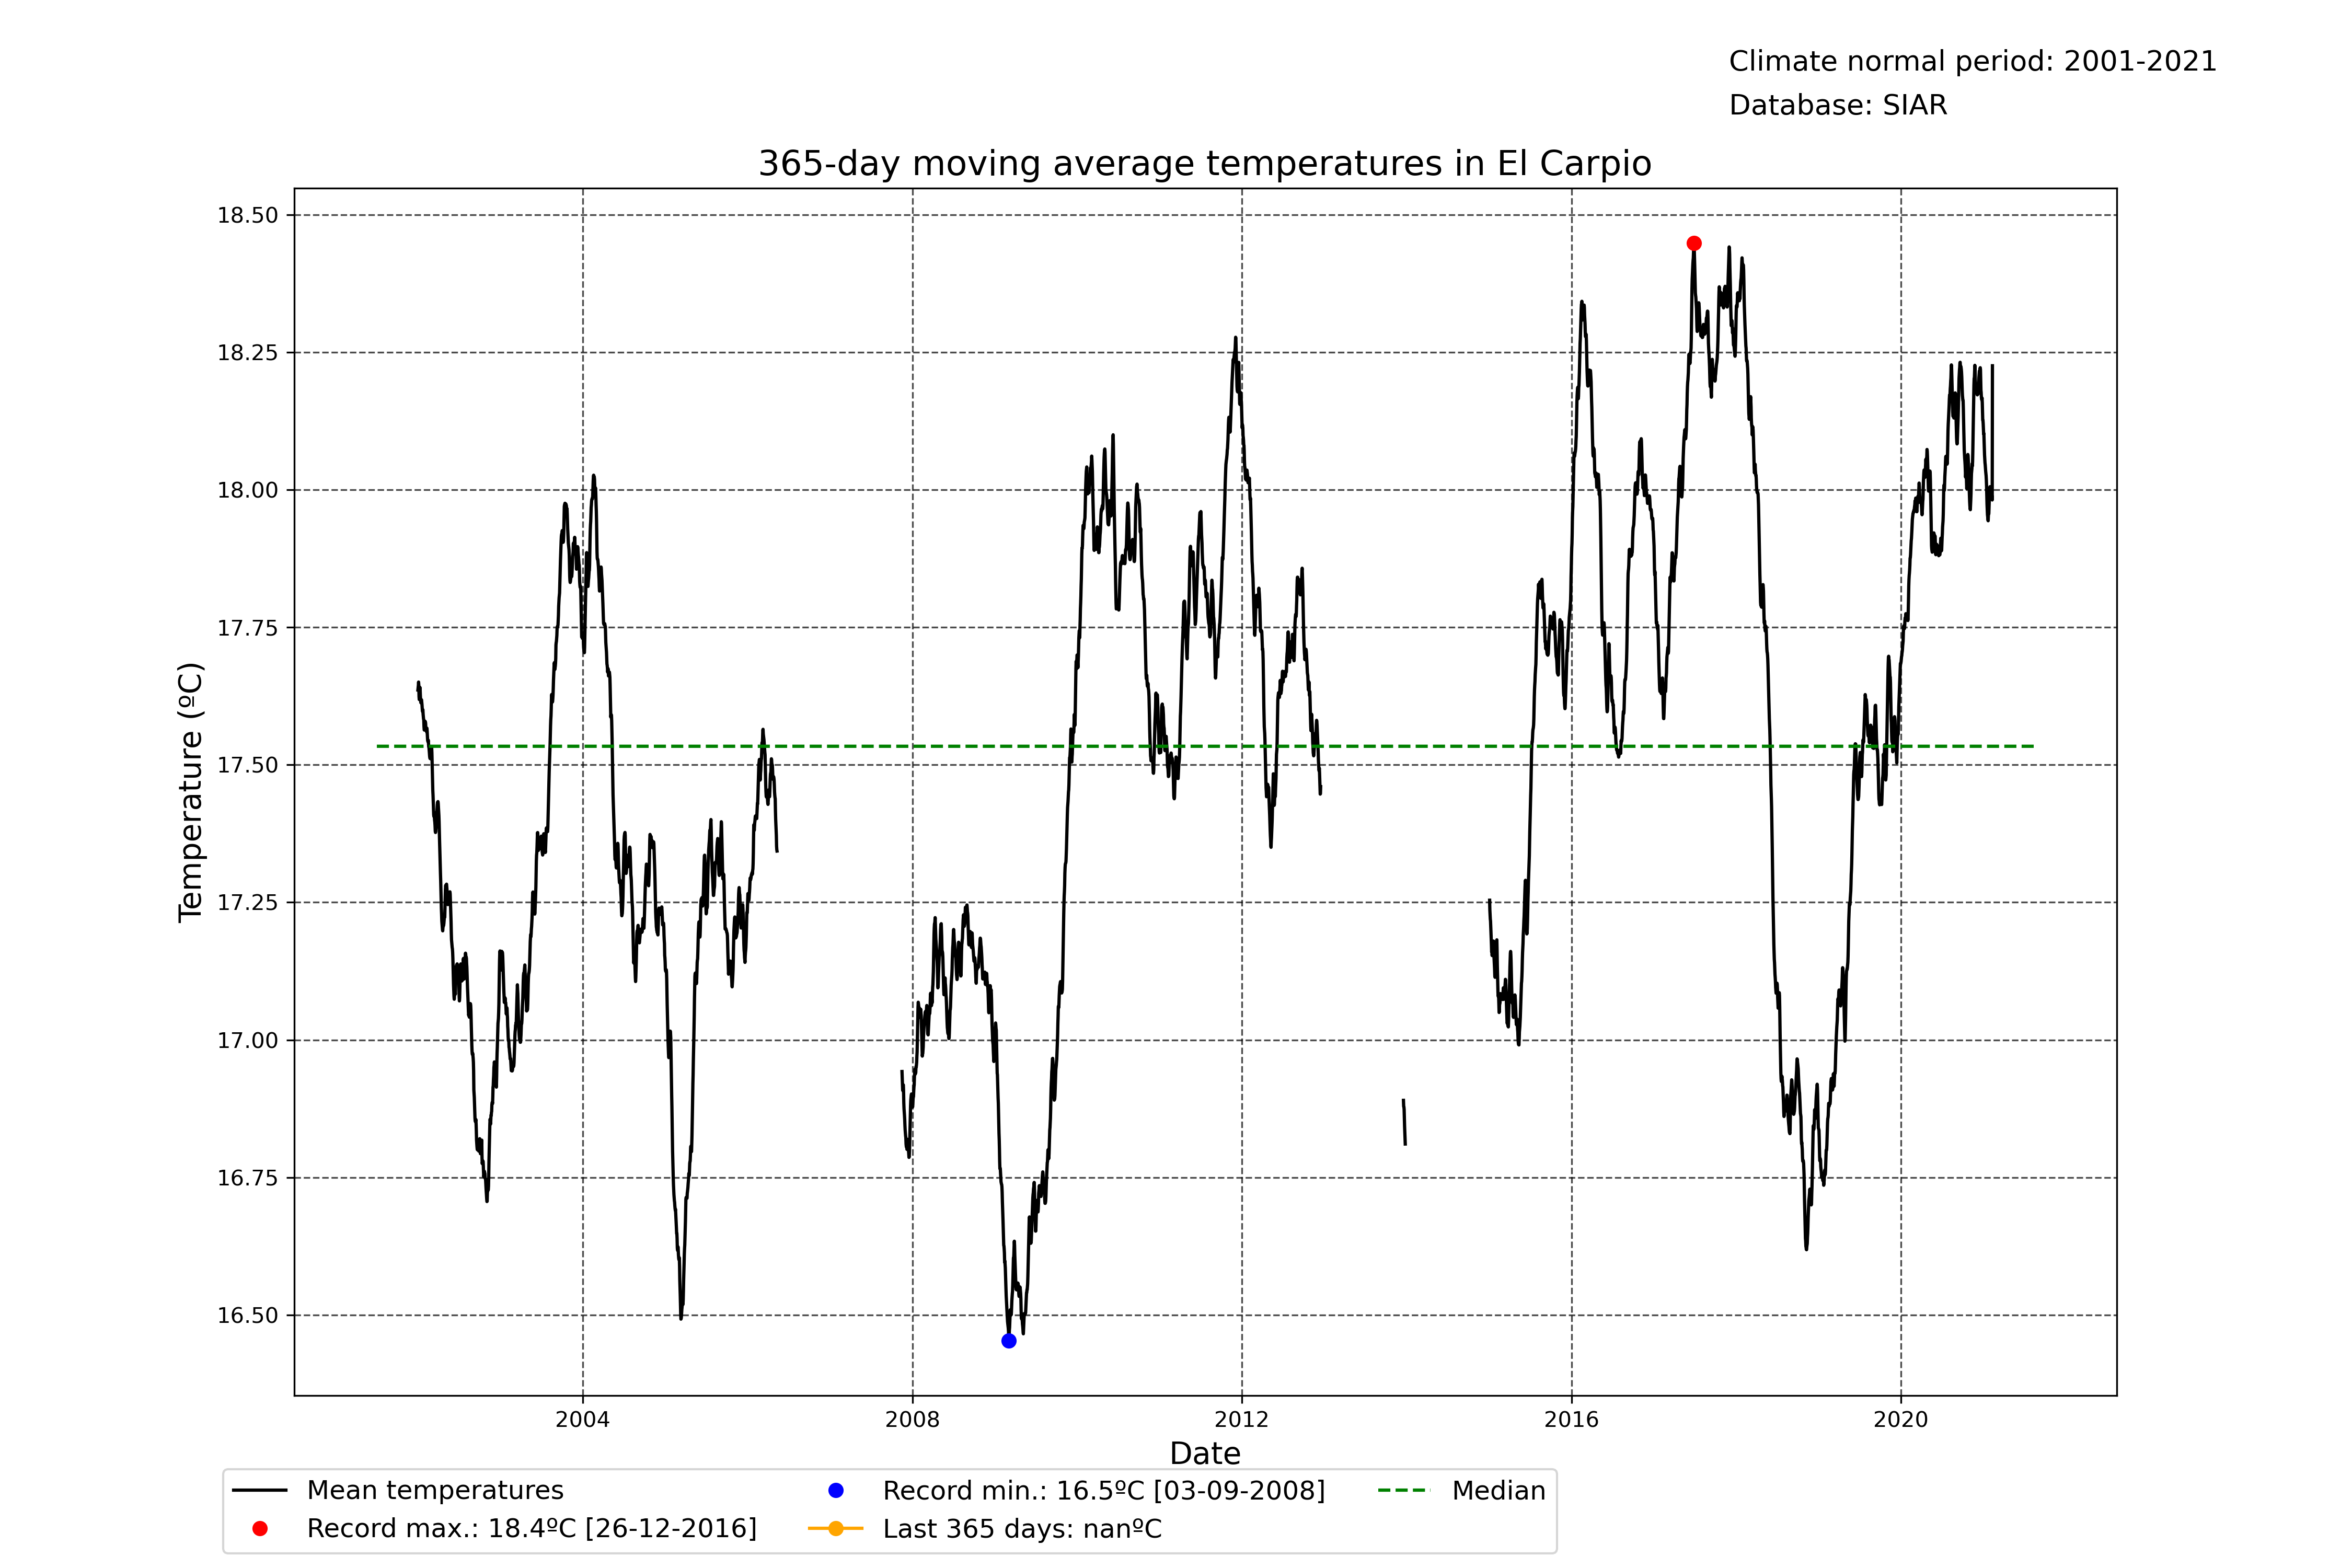 Climate normal period: 2001-2021
Database: SIAR
365-day moving average temperatures in El Carpio
18.50
18.25
18.00
17.75
17.50
17.25
17.00
16.75
16.50
Temperature (ºC)
2004 2008 2012 2016 2020
Date
Mean temperatures
Record max.: 18.4ºC [26-12-2016]
Record min.: 16.5ºC [03-09-2008]
Last 365 days: nanºC
Median